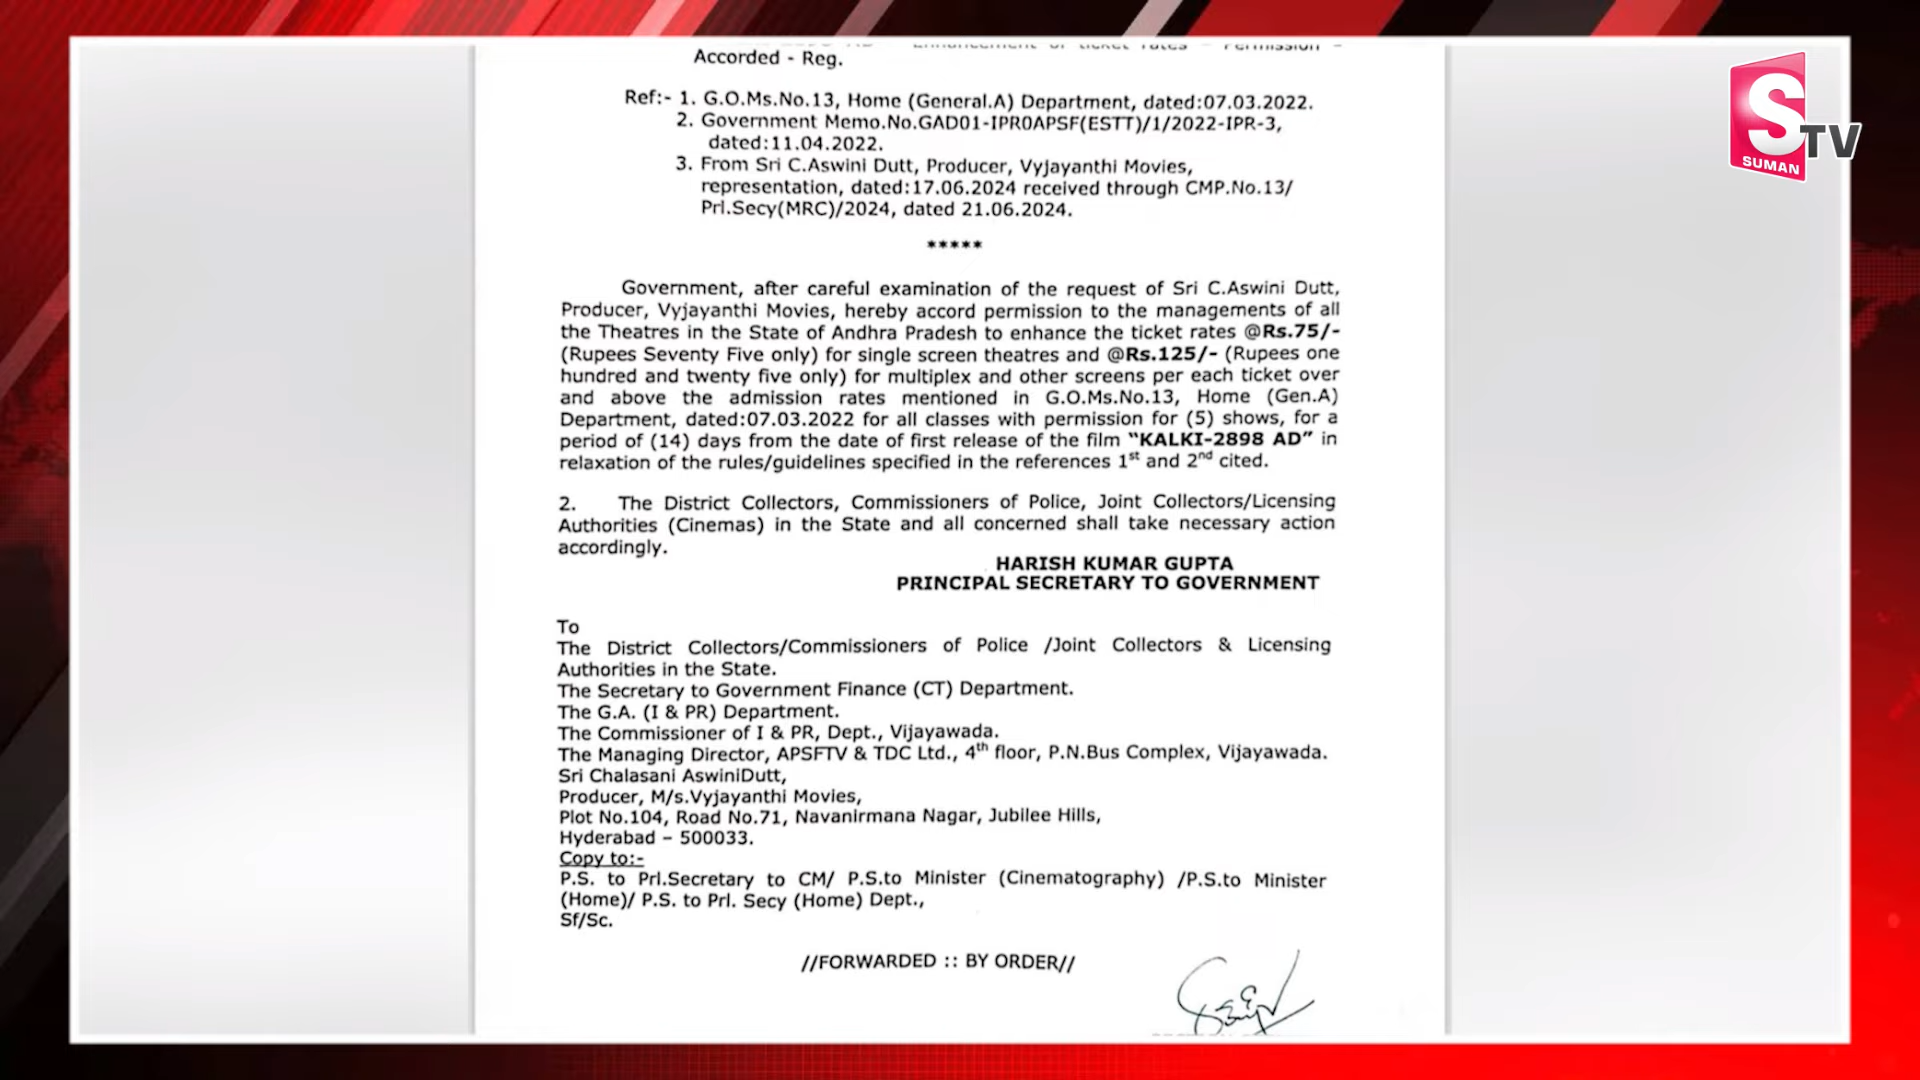 Enhancement of ticket rates – Permission –
Accorded - Reg.
Ref:- 1. G.O.Ms.No.13, Home (General.A) Department, dated:07.03.2022.
2. Government Memo.No.GAD01-IPR0APSF(ESTT)/1/2022-IPR-3,
dated:11.04.2022.
3. From Sri C.Aswini Dutt, Producer, Vyjayanthi Movies,
representation, dated:17.06.2024 received through CMP.No.13/
Prl.Secy(MRC)/2024, dated 21.06.2024.
*****
Government, after careful examination of the request of Sri C.Aswini Dutt,
Producer, Vyjayanthi Movies, hereby accord permission to the managements of all
the Theatres in the State of Andhra Pradesh to enhance the ticket rates @Rs.75/-
(Rupees Seventy Five only) for single screen theatres and @Rs.125/- (Rupees one
hundred and twenty five only) for multiplex and other screens per each ticket over
and above the admission rates mentioned in G.O.Ms.No.13, Home (Gen.A)
Department, dated:07.03.2022 for all classes with permission for (5) shows, for a
period of (14) days from the date of first release of the film "KALKI-2898 AD" in
relaxation of the rules/guidelines specified in the references 1st and 2nd cited.
2. The District Collectors, Commissioners of Police, Joint Collectors/Licensing
Authorities (Cinemas) in the State and all concerned shall take necessary action
accordingly.
HARISH KUMAR GUPTA
PRINCIPAL SECRETARY TO GOVERNMENT
To
The District Collectors/Commissioners of Police /Joint Collectors & Licensing
Authorities in the State.
The Secretary to Government Finance (CT) Department.
The G.A. (I & PR) Department.
The Commissioner of I & PR, Dept., Vijayawada.
The Managing Director, APSFTV & TDC Ltd., 4th floor, P.N.Bus Complex, Vijayawada.
Sri Chalasani AswiniDutt,
Producer, M/s.Vyjayanthi Movies,
Plot No.104, Road No.71, Navanirmana Nagar, Jubilee Hills,
Hyderabad – 500033.
Copy to:-
P.S. to Prl.Secretary to CM/ P.S.to Minister (Cinematography) /P.S.to Minister
(Home)/ P.S. to Prl. Secy (Home) Dept.,
Sf/Sc.
//FORWARDED :: BY ORDER//
S TV
SUMAN